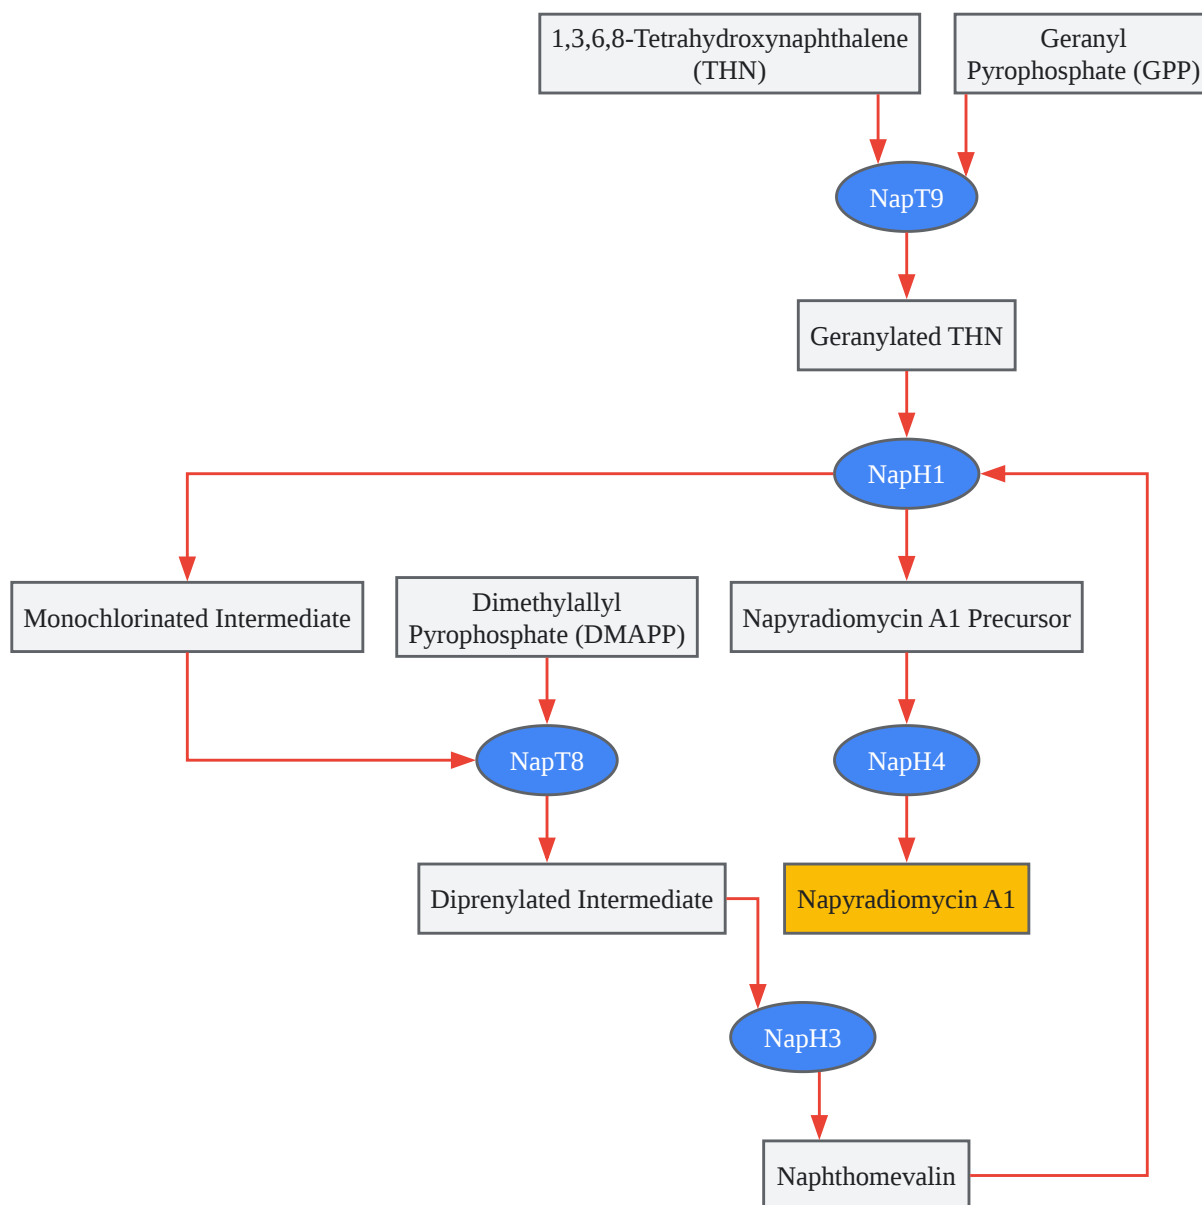 1,3,6,8-Tetrahydroxynaphthalene
(THN)
Geranyl
Pyrophosphate (GPP)
NapT9
Geranylated THN
NapH1
Monochlorinated Intermediate
Dimethylallyl
Pyrophosphate (DMAPP)
Napyradiomycin A1 Precursor
NapT8
NapH4
Diprenylated Intermediate
Napyradiomycin A1
NapH3
Naphthomevalin